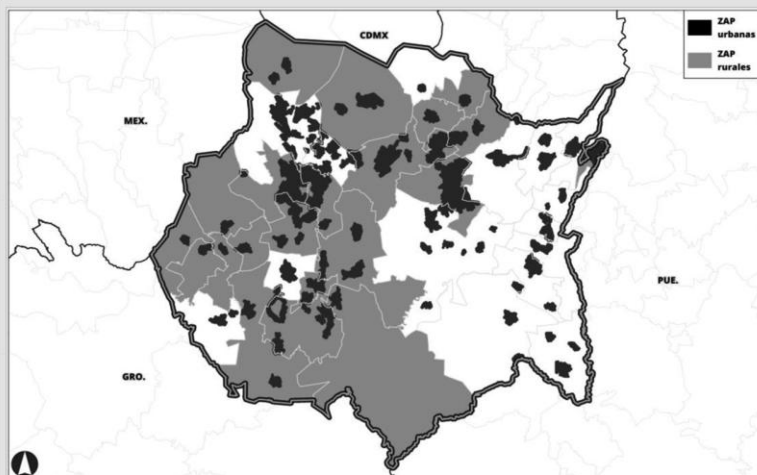 CDMX
ZAP
urbanas
ZAP
rurales
MEX.
PUE.
GRO.